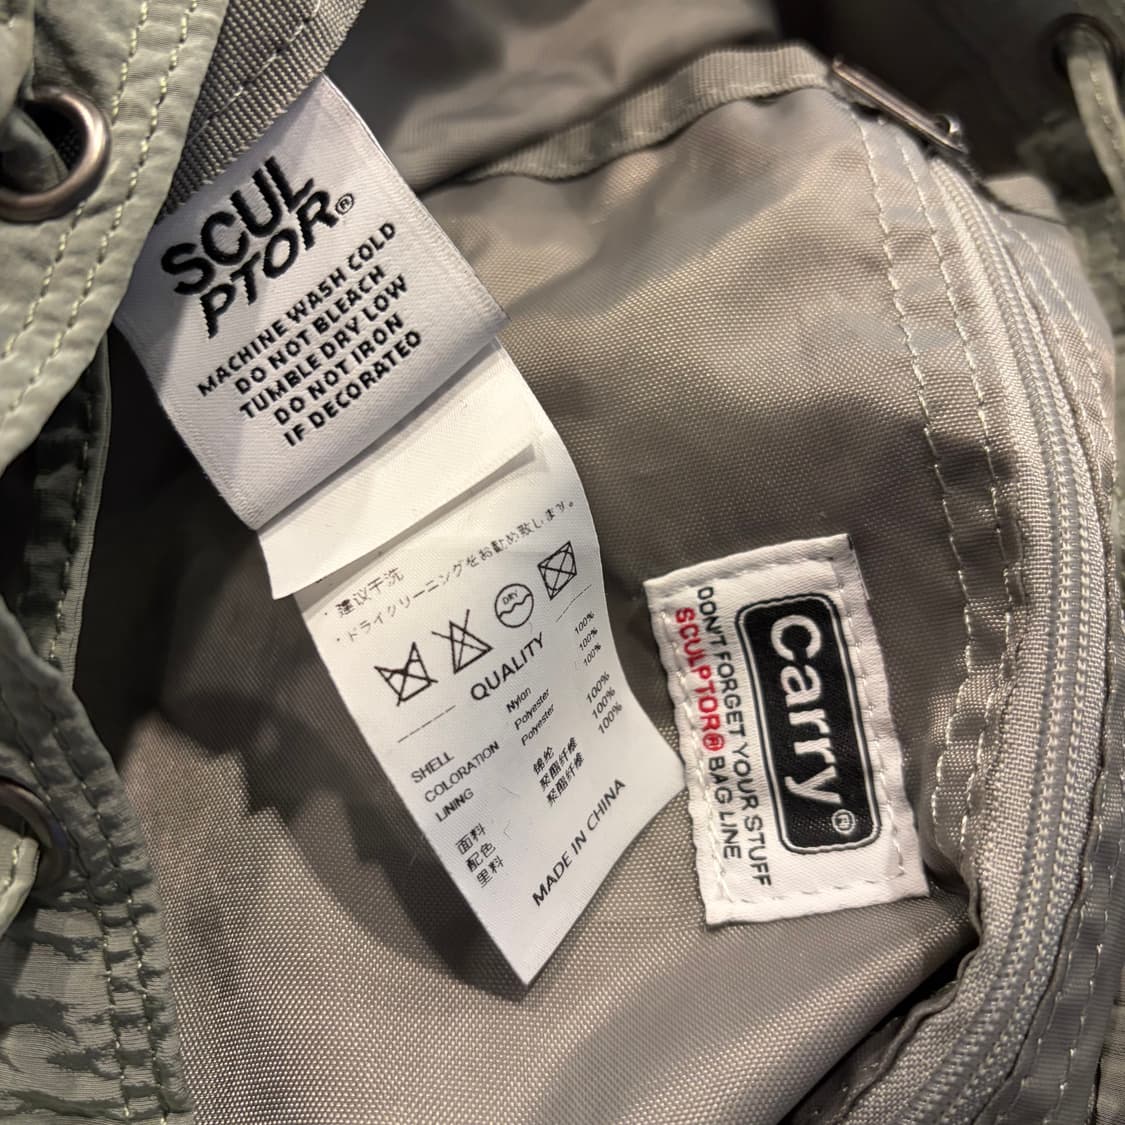 SCUL
PTOR®
MACHINE WASH COLD
DO NOT BLEACH
TUMBLE DRY LOW
DO NOT IRON
IF DECORATED
· 建议干洗
· ドライクリーニングをお勧め致します。
DRY
QUALITY
SHELL Nylon 100%
COLORATION Polyester 100%
LINING Polyester 100%
面料 锦纶 100%
配色 聚酯纤维 100%
里料 聚酯纤维 100%
MADE IN CHINA
Carry®
DON'T FORGET YOUR STUFF
SCULPTOR® BAG LINE